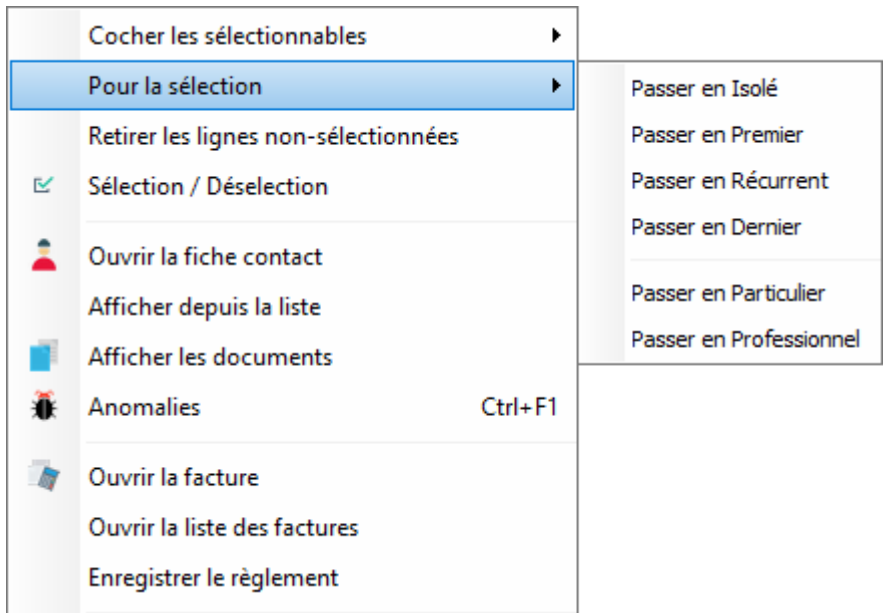 Cocher les sélectionnables
Pour la sélection
Retirer les lignes non-sélectionnées
Sélection / Déselection
Ouvrir la fiche contact
Afficher depuis la liste
Afficher les documents
Anomalies Ctrl+F1
Ouvrir la facture
Ouvrir la liste des factures
Enregistrer le règlement
Passer en Isolé
Passer en Premier
Passer en Récurrent
Passer en Dernier
Passer en Particulier
Passer en Professionnel